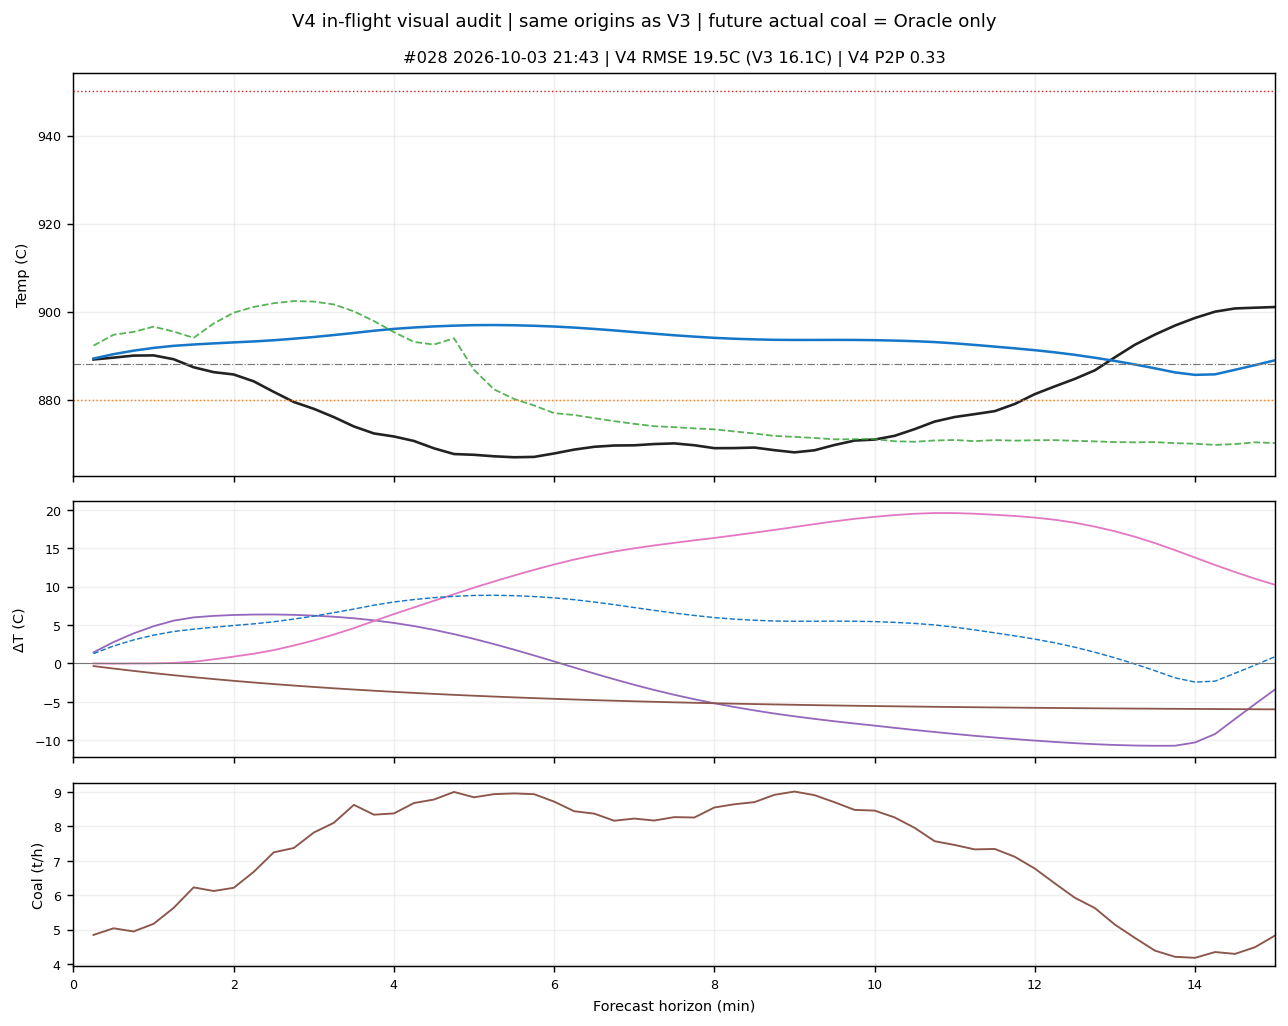 V4 in-flight visual audit | same origins as V3 | future actual coal = Oracle only
#028 2026-10-03 21:43 | V4 RMSE 19.5C (V3 16.1C) | V4 P2P 0.33
Temp (C)
940
920
900
880
ΔT (C)
20
15
10
5
0
−5
−10
Coal (t/h)
9
8
7
6
5
4
0 2 4 6 8 10 12 14
Forecast horizon (min)